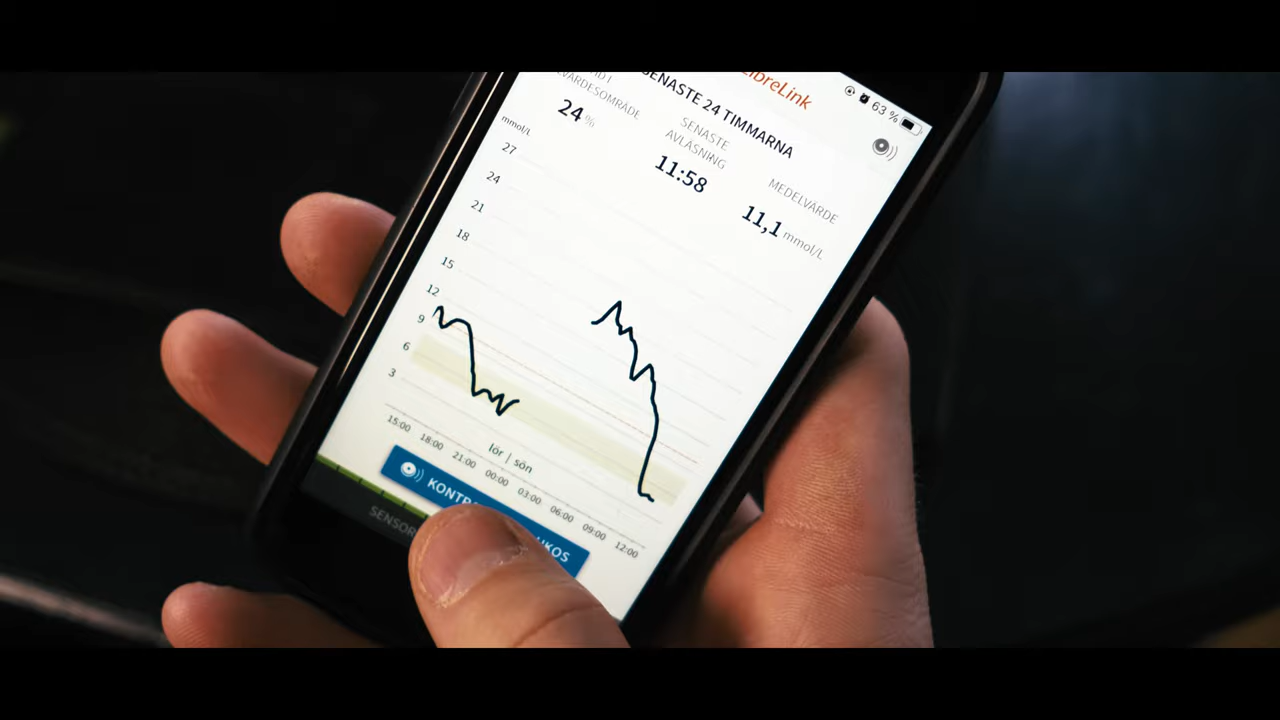 LibreLink
63 %
SENASTE 24 TIMMARNA
24 %
SENASTE
AVLÄSNING
11:58
MEDELVÄRDE
11,1 mmol/L
mmol/L
27
24
21
18
15
12
9
6
3
15:00 18:00 21:00 00:00 03:00 06:00 09:00 12:00
lör | sön